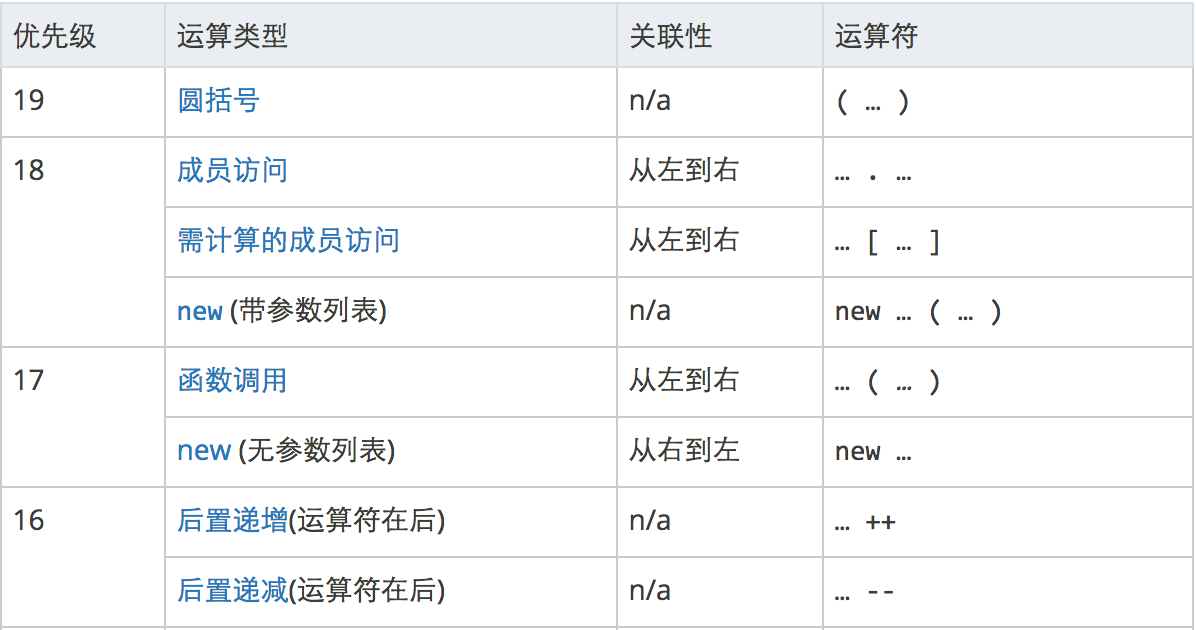 优先级 运算类型 关联性 运算符
19 圆括号 n/a ( … )
18 成员访问 从左到右 … . …
需计算的成员访问 从左到右 … [ … ]
new (带参数列表) n/a new … ( … )
17 函数调用 从左到右 … ( … )
new (无参数列表) 从右到左 new …
16 后置递增(运算符在后) n/a … ++
后置递减(运算符在后) n/a … --